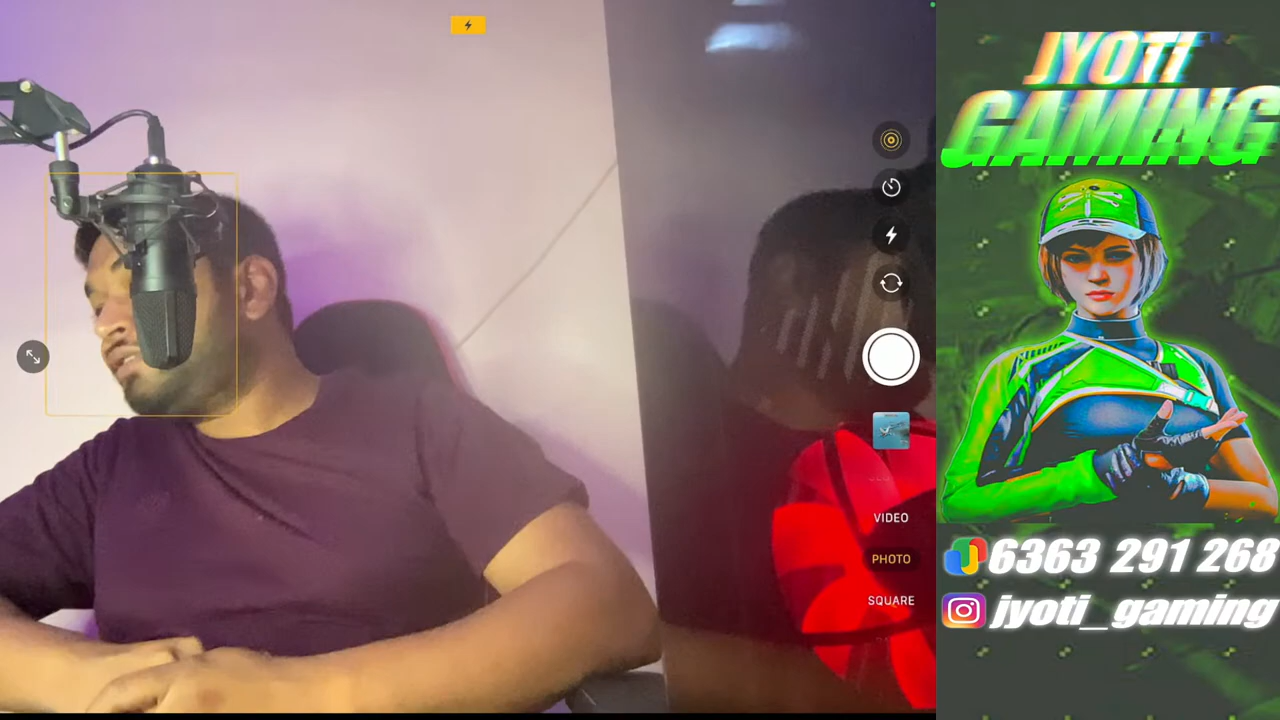 JYOTI
GAMING
VIDEO
PHOTO
SQUARE
6363 291 268
jyoti_gaming